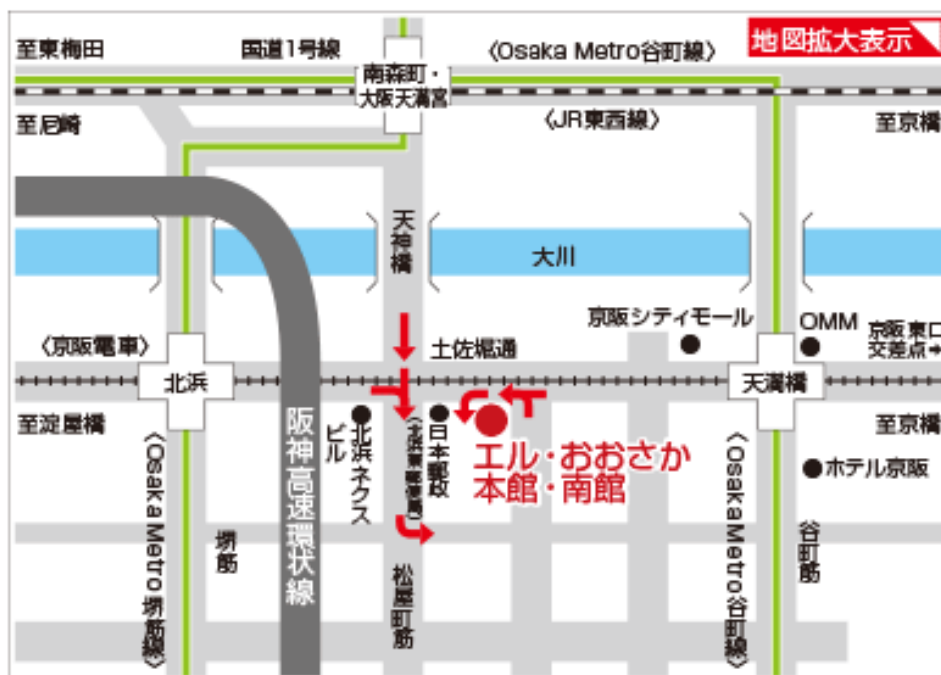 至東梅田
国道1号線
〈Osaka Metro谷町線〉
地図拡大表示
南森町・
大阪天満宮
至尼崎
〈JR東西線〉
至京橋
天神橋
大川
京阪シティモール
OMM
京阪東口
交差点→
〈京阪電車〉
土佐堀通
北浜
天満橋
至淀屋橋
阪神高速環状線
北浜ネクス
ビル
日本郵政
エル・おおさか
本館・南館
至京橋
ホテル京阪
〈Osaka Metro 堺筋線〉
堺筋
松屋町筋
〈Osaka Metro谷町線〉
谷町筋